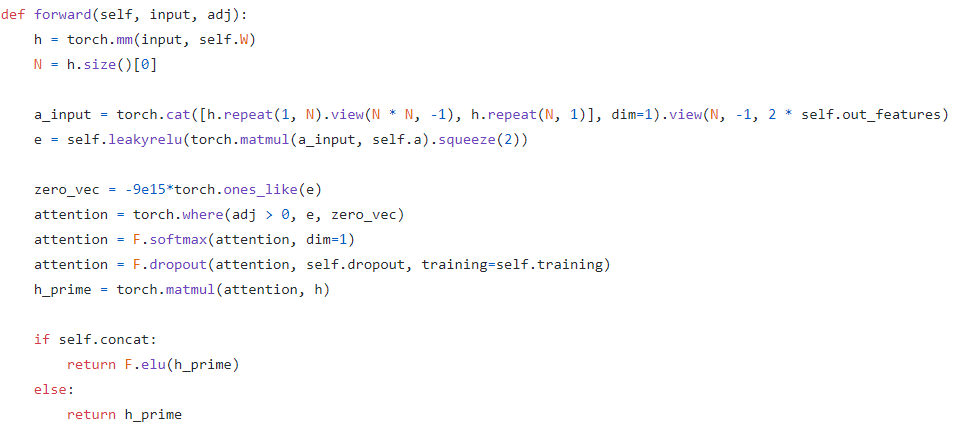 def forward(self, input, adj):
    h = torch.mm(input, self.W)
    N = h.size()[0]

    a_input = torch.cat([h.repeat(1, N).view(N * N, -1), h.repeat(N, 1)], dim=1).view(N, -1, 2 * self.out_features)
    e = self.leakyrelu(torch.matmul(a_input, self.a).squeeze(2))

    zero_vec = -9e15*torch.ones_like(e)
    attention = torch.where(adj > 0, e, zero_vec)
    attention = F.softmax(attention, dim=1)
    attention = F.dropout(attention, self.dropout, training=self.training)
    h_prime = torch.matmul(attention, h)

    if self.concat:
        return F.elu(h_prime)
    else:
        return h_prime